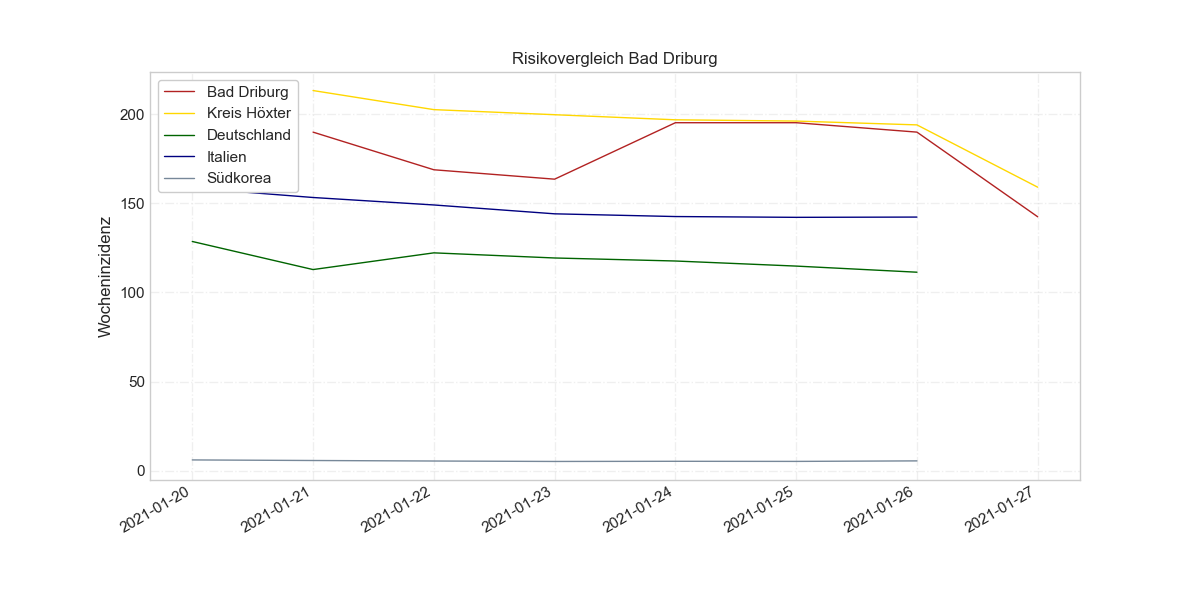 Risikovergleich Bad Driburg
Bad Driburg
Kreis Höxter
Deutschland
Italien
Südkorea
Wocheninzidenz
200
150
100
50
0
2021-01-20
2021-01-21
2021-01-22
2021-01-23
2021-01-24
2021-01-25
2021-01-26
2021-01-27